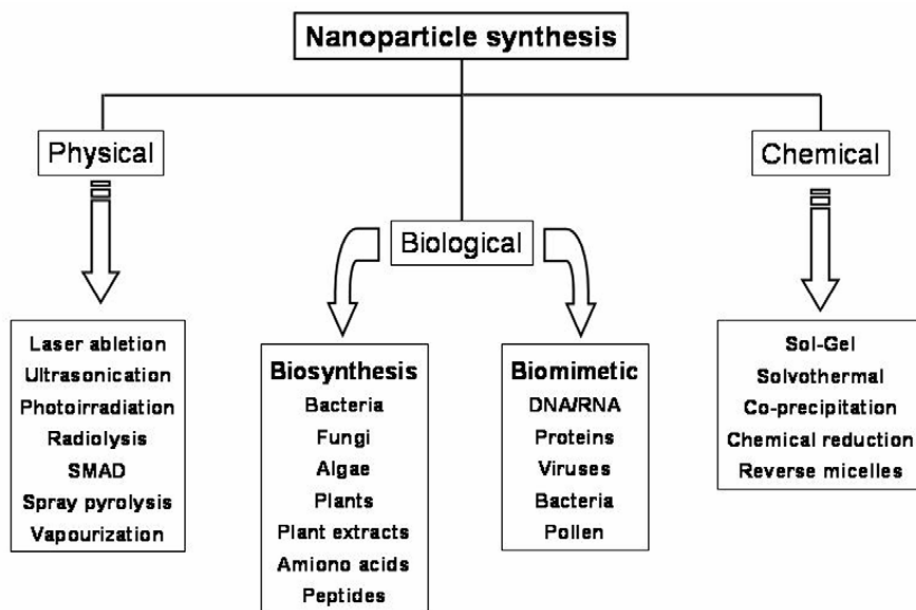 Nanoparticle synthesis
Physical
Chemical
Biological
Laser abletion
Ultrasonication
Photoirradiation
Radiolysis
SMAD
Spray pyrolysis
Vapourization
Biosynthesis
Bacteria
Fungi
Algae
Plants
Plant extracts
Amiono acids
Peptides
Biomimetic
DNA/RNA
Proteins
Viruses
Bacteria
Pollen
Sol-Gel
Solvothermal
Co-precipitation
Chemical reduction
Reverse micelles